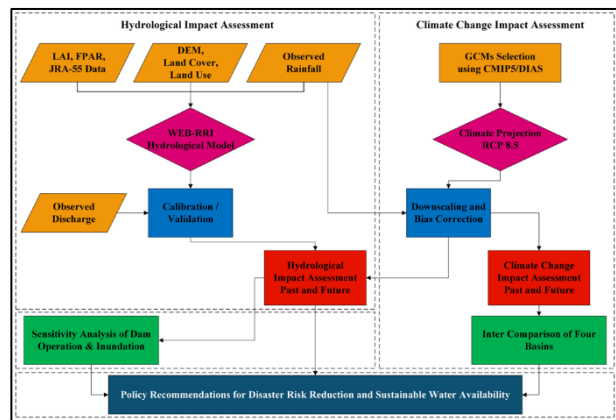 Hydrological Impact Assessment
Climate Change Impact Assessment
LAI, FPAR,
JRA-55 Data
DEM,
Land Cover,
Land Use
Observed
Rainfall
GCMs Selection
using CMIP5/DIAS
WEB-RRI
Hydrological Model
Climate Projection
RCP 8.5
Observed
Discharge
Calibration /
Validation
Downscaling and
Bias Correction
Hydrological
Impact Assessment
Past and Future
Climate Change
Impact Assessment
Past and Future
Sensitivity Analysis of Dam
Operation & Inundation
Inter Comparison of Four
Basins
Policy Recommendations for Disaster Risk Reduction and Sustainable Water Availability